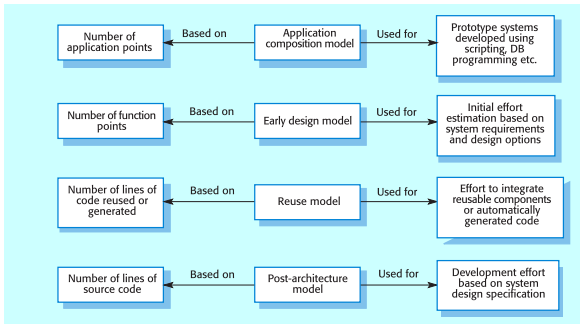 Number of
application points
Based on
Application
composition model
Used for
Prototype systems
developed using
scripting, DB
programming etc.
Number of function
points
Based on
Early design model
Used for
Initial effort
estimation based on
system requirements
and design options
Number of lines of
code reused or
generated
Based on
Reuse model
Used for
Effort to integrate
reusable components
or automatically
generated code
Number of lines of
source code
Based on
Post-architecture
model
Used for
Development effort
based on system
design specification